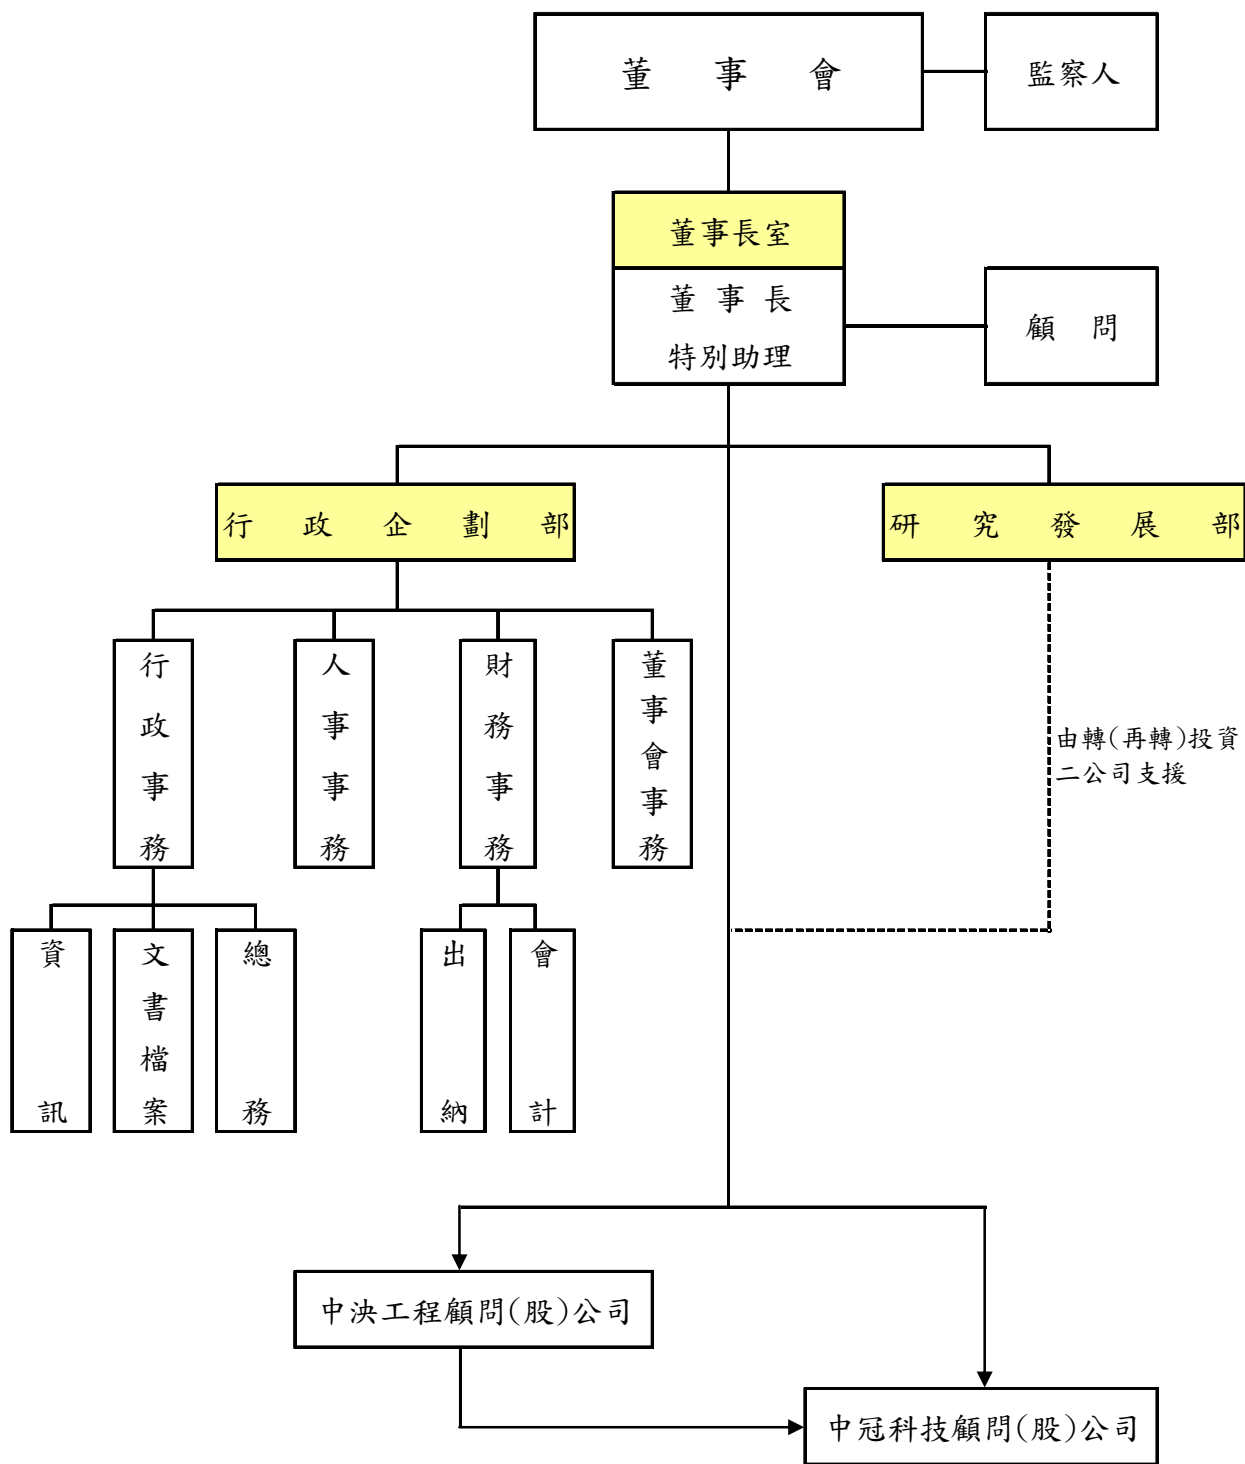 董事會
監察人
董事長室
董事長
特別助理
顧問
行政企劃部
研究發展部
行政事務
人事事務
財務事務
董事會事務
由轉(再轉)投資
二公司支援
資訊
文書檔案
總務
出納
會計
中泱工程顧問(股)公司
中冠科技顧問(股)公司